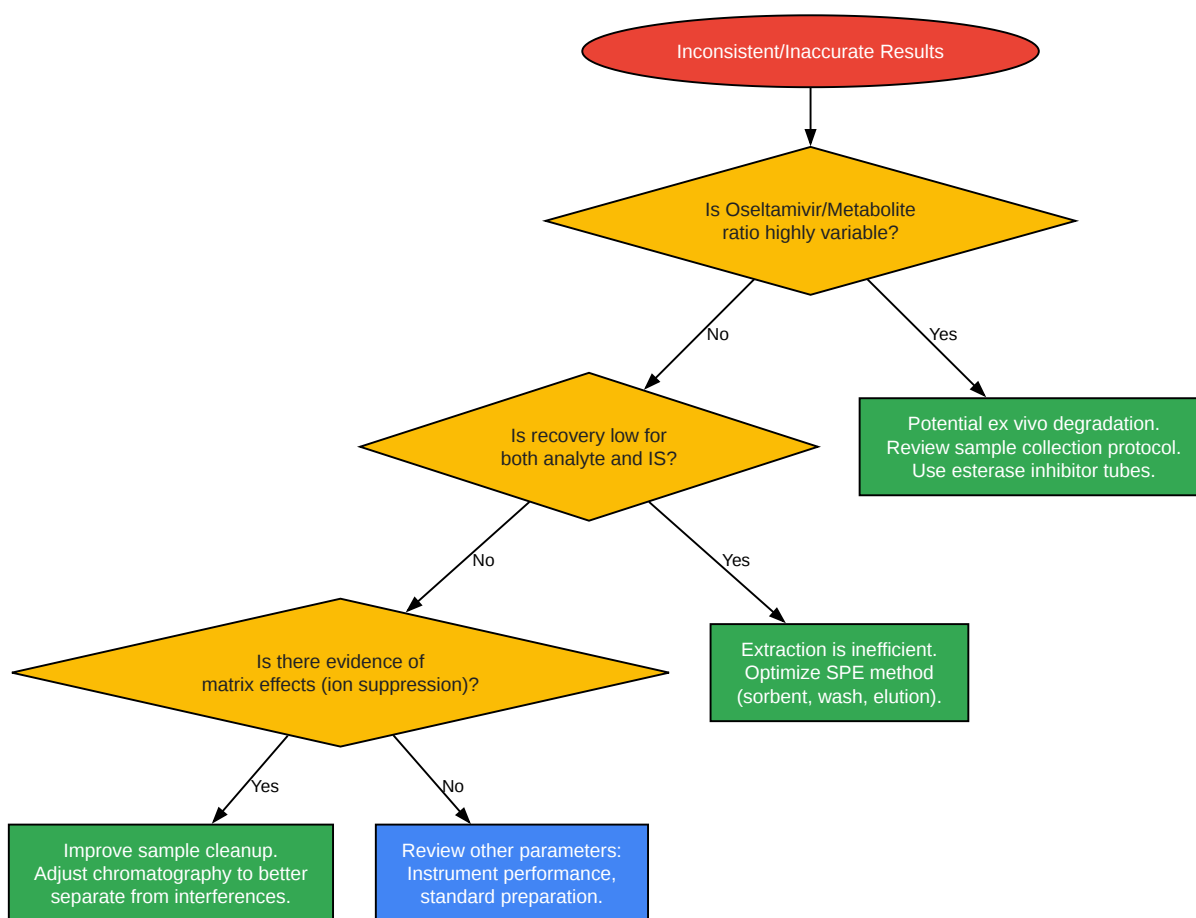 Inconsistent/Inaccurate Results
Is Oseltamivir/Metabolite
ratio highly variable?
No
Yes
Is recovery low for
both analyte and IS?
Potential ex vivo degradation.
Review sample collection protocol.
Use esterase inhibitor tubes.
No
Yes
Is there evidence of
matrix effects (ion suppression)?
Extraction is inefficient.
Optimize SPE method
(sorbent, wash, elution).
Yes
No
Improve sample cleanup.
Adjust chromatography to better
separate from interferences.
Review other parameters:
Instrument performance,
standard preparation.